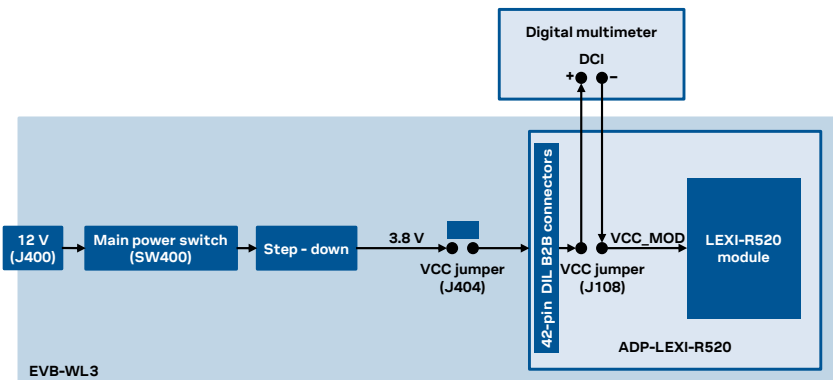 Digital multimeter
DCI
+ –
12 V
(J400)
Main power switch
(SW400)
Step - down
3.8 V
VCC jumper
(J404)
42-pin DIL B2B connectors
VCC jumper
(J108)
VCC_MOD
LEXI-R520
module
ADP-LEXI-R520
EVB-WL3